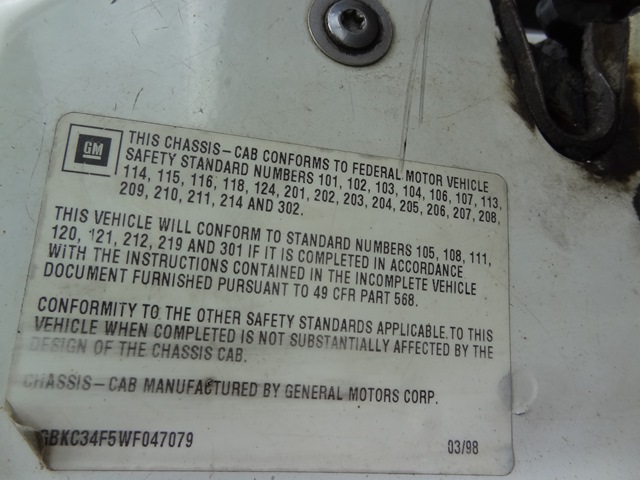 GM
THIS CHASSIS-CAB CONFORMS TO FEDERAL MOTOR VEHICLE
SAFETY STANDARD NUMBERS 101, 102, 103, 104, 106, 107, 113,
114, 115, 116, 118, 124, 201, 202, 203, 204, 205, 206, 207, 208,
209, 210, 211, 214 AND 302.
THIS VEHICLE WILL CONFORM TO STANDARD NUMBERS 105, 108, 111,
120, 121, 212, 219 AND 301 IF IT IS COMPLETED IN ACCORDANCE
WITH THE INSTRUCTIONS CONTAINED IN THE INCOMPLETE VEHICLE
DOCUMENT FURNISHED PURSUANT TO 49 CFR PART 568.
CONFORMITY TO THE OTHER SAFETY STANDARDS APPLICABLE TO THIS
VEHICLE WHEN COMPLETED IS NOT SUBSTANTIALLY AFFECTED BY THE
DESIGN OF THE CHASSIS CAB.
CHASSIS-CAB MANUFACTURED BY GENERAL MOTORS CORP.
GBKC34F5WF047079
03/98